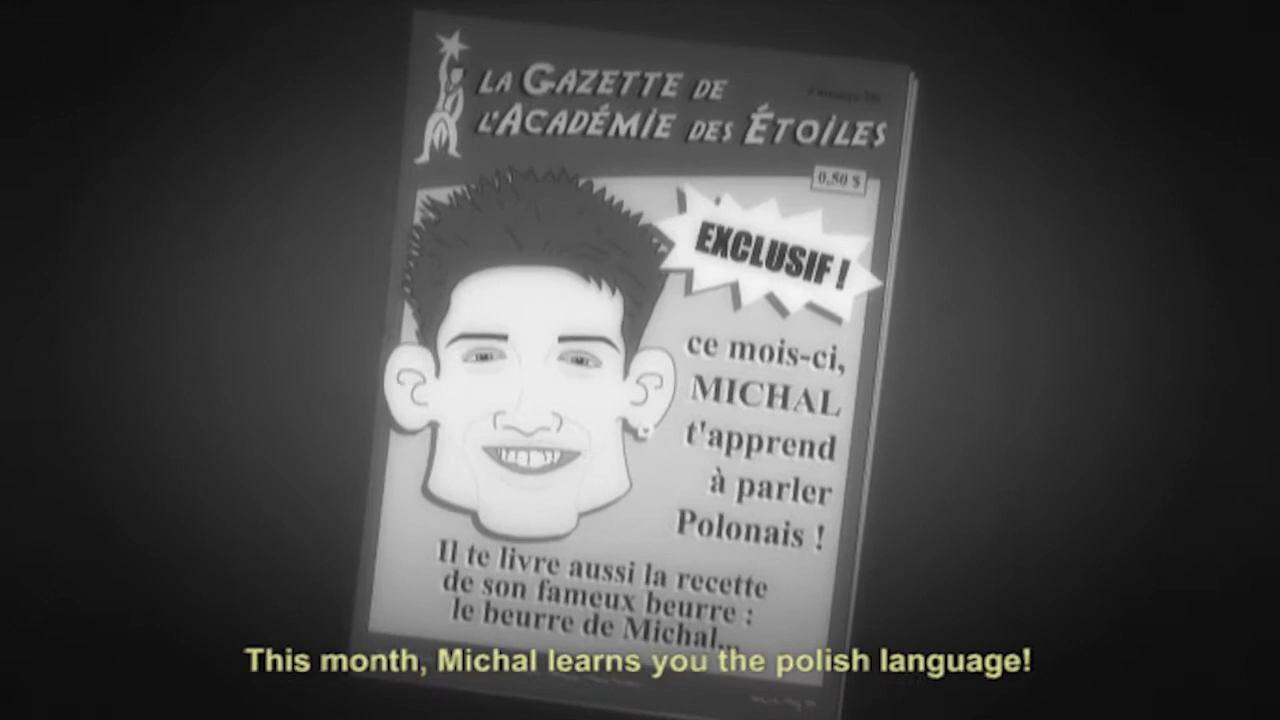 LA GAZETTE DE
L'ACADÉMIE DES ÉTOILES
0,50 $
EXCLUSIF !
ce mois-ci,
MICHAL
t'apprend
à parler
Polonais !
Il te livre aussi la recette
de son fameux beurre :
le beurre de Michal...
This month, Michal learns you the polish language!